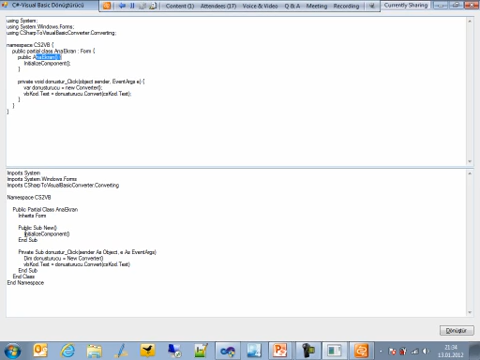 C# -Visual Basic Dönüştürücü
Content (1) Attendees (1) Voice & Video Q & A Meeting Recording Currently Sharing
using System;
using System.Windows.Forms;
using CSharpToVisualBasicConverter.Converting;
namespace CS2VB {
public partial class AnaEkran : Form {
public AnaEkran() {
InitializeComponent();
}
private void donustur_Click(object sender, EventArgs e) {
var donusturucu = new Converter();
vbKod.Text = donusturucu.Convert(csKod.Text);
}
}
}
Imports System
Imports System.Windows.Forms
Imports CSharpToVisualBasicConverter.Converting
Namespace CS2VB
Public Partial Class AnaEkran
Inherits Form
Public Sub New()
InitializeComponent()
End Sub
Private Sub donustur_Click(sender As Object, e As EventArgs)
Dim donusturucu = New Converter()
vbKod.Text = donusturucu.Convert(csKod.Text)
End Sub
End Class
End Namespace
Dönüştür
21:04
13.01.2012